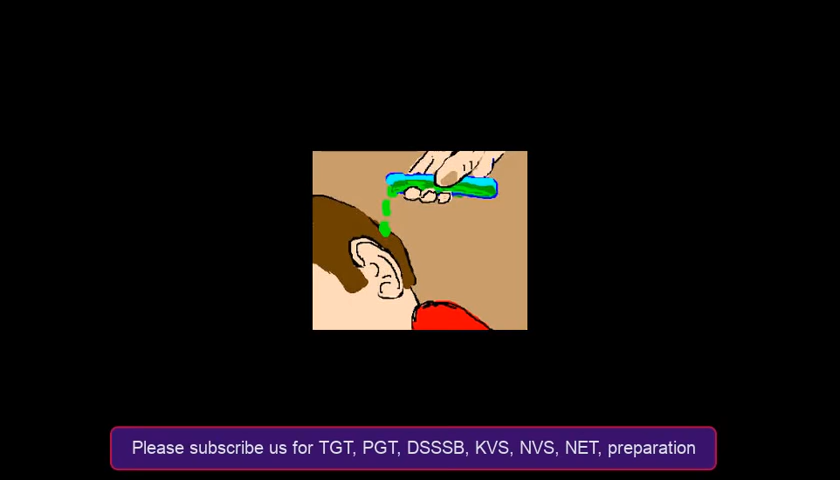 Please subscribe us for TGT, PGT, DSSSB, KVS, NVS, NET, preparation